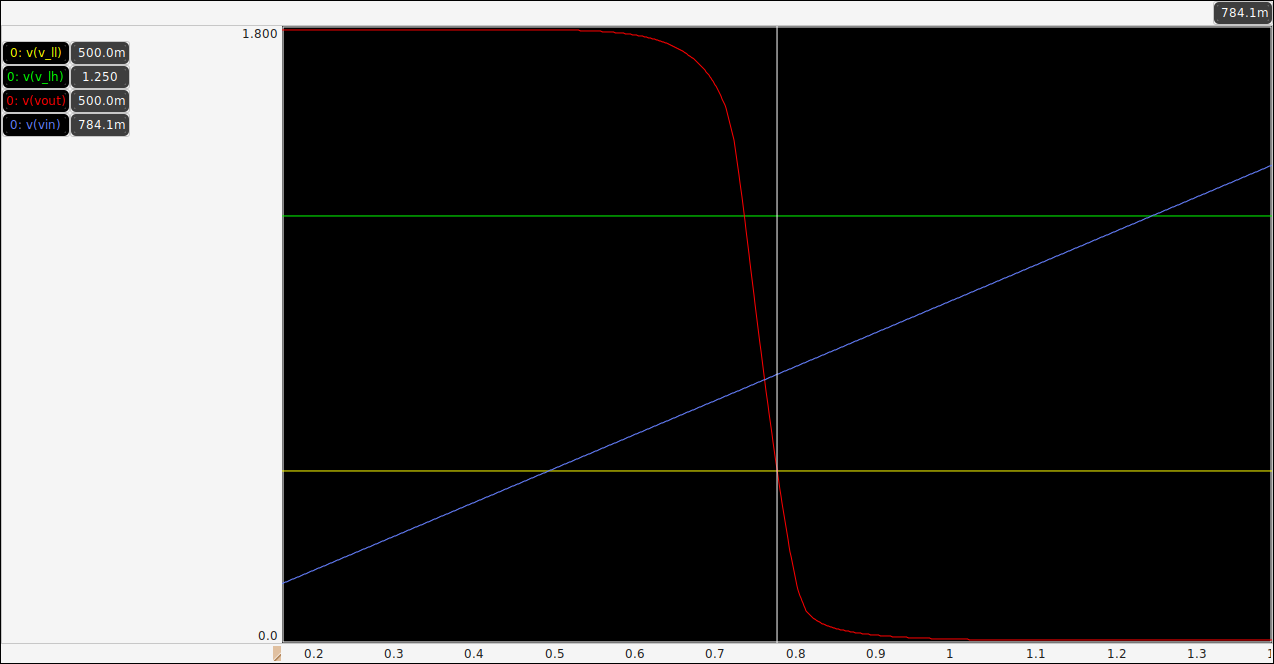 784.1m
1.800
0: v(v_ll) 500.0m
0: v(v_lh) 1.250
0: v(vout) 500.0m
0: v(vin) 784.1m
0.0
0.2 0.3 0.4 0.5 0.6 0.7 0.8 0.9 1 1.1 1.2 1.3